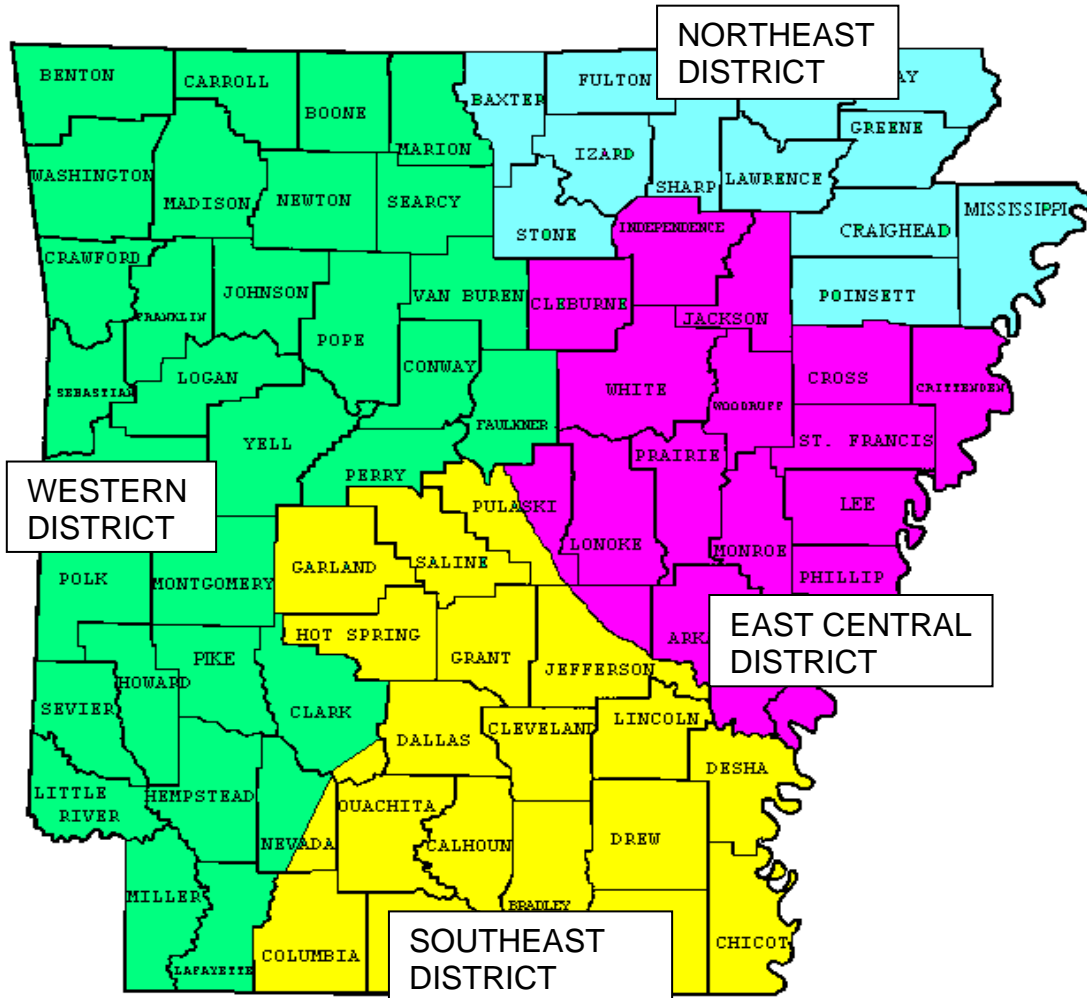 NORTHEAST
DISTRICT
BENTON
CARROLL
BOONE
MARION
BAXTER
FULTON
AY
GREENE
IZARD
SHARP
LAWRENCE
WASHINGTON
MADISON
NEWTON
SEARCY
STONE
INDEPENDENCE
CRAIGHEAD
MISSISSIPPI
CRAWFORD
FRANKLIN
JOHNSON
VAN BUREN
CLEBURNE
JACKSON
POINSETT
POPE
CONWAY
SEBASTIAN
LOGAN
WHITE
WOODRUFF
CROSS
CRITTENDEN
YELL
FAULKNER
PRAIRIE
ST. FRANCIS
PERRY
WESTERN
DISTRICT
PULASKI
LONOKE
MONROE
LEE
PHILLIP
POLK
MONTGOMERY
GARLAND
SALINE
HOT SPRING
GRANT
JEFFERSON
ARK
EAST CENTRAL
DISTRICT
PIKE
HOWARD
SEVIER
CLARK
DALLAS
CLEVELAND
LINCOLN
DESHA
LITTLE
RIVER
HEMPSTEAD
NEVADA
OUACHITA
CALHOUN
DREW
MILLER
LAFAYETTE
COLUMBIA
BRADLEY
CHICOT
SOUTHEAST
DISTRICT